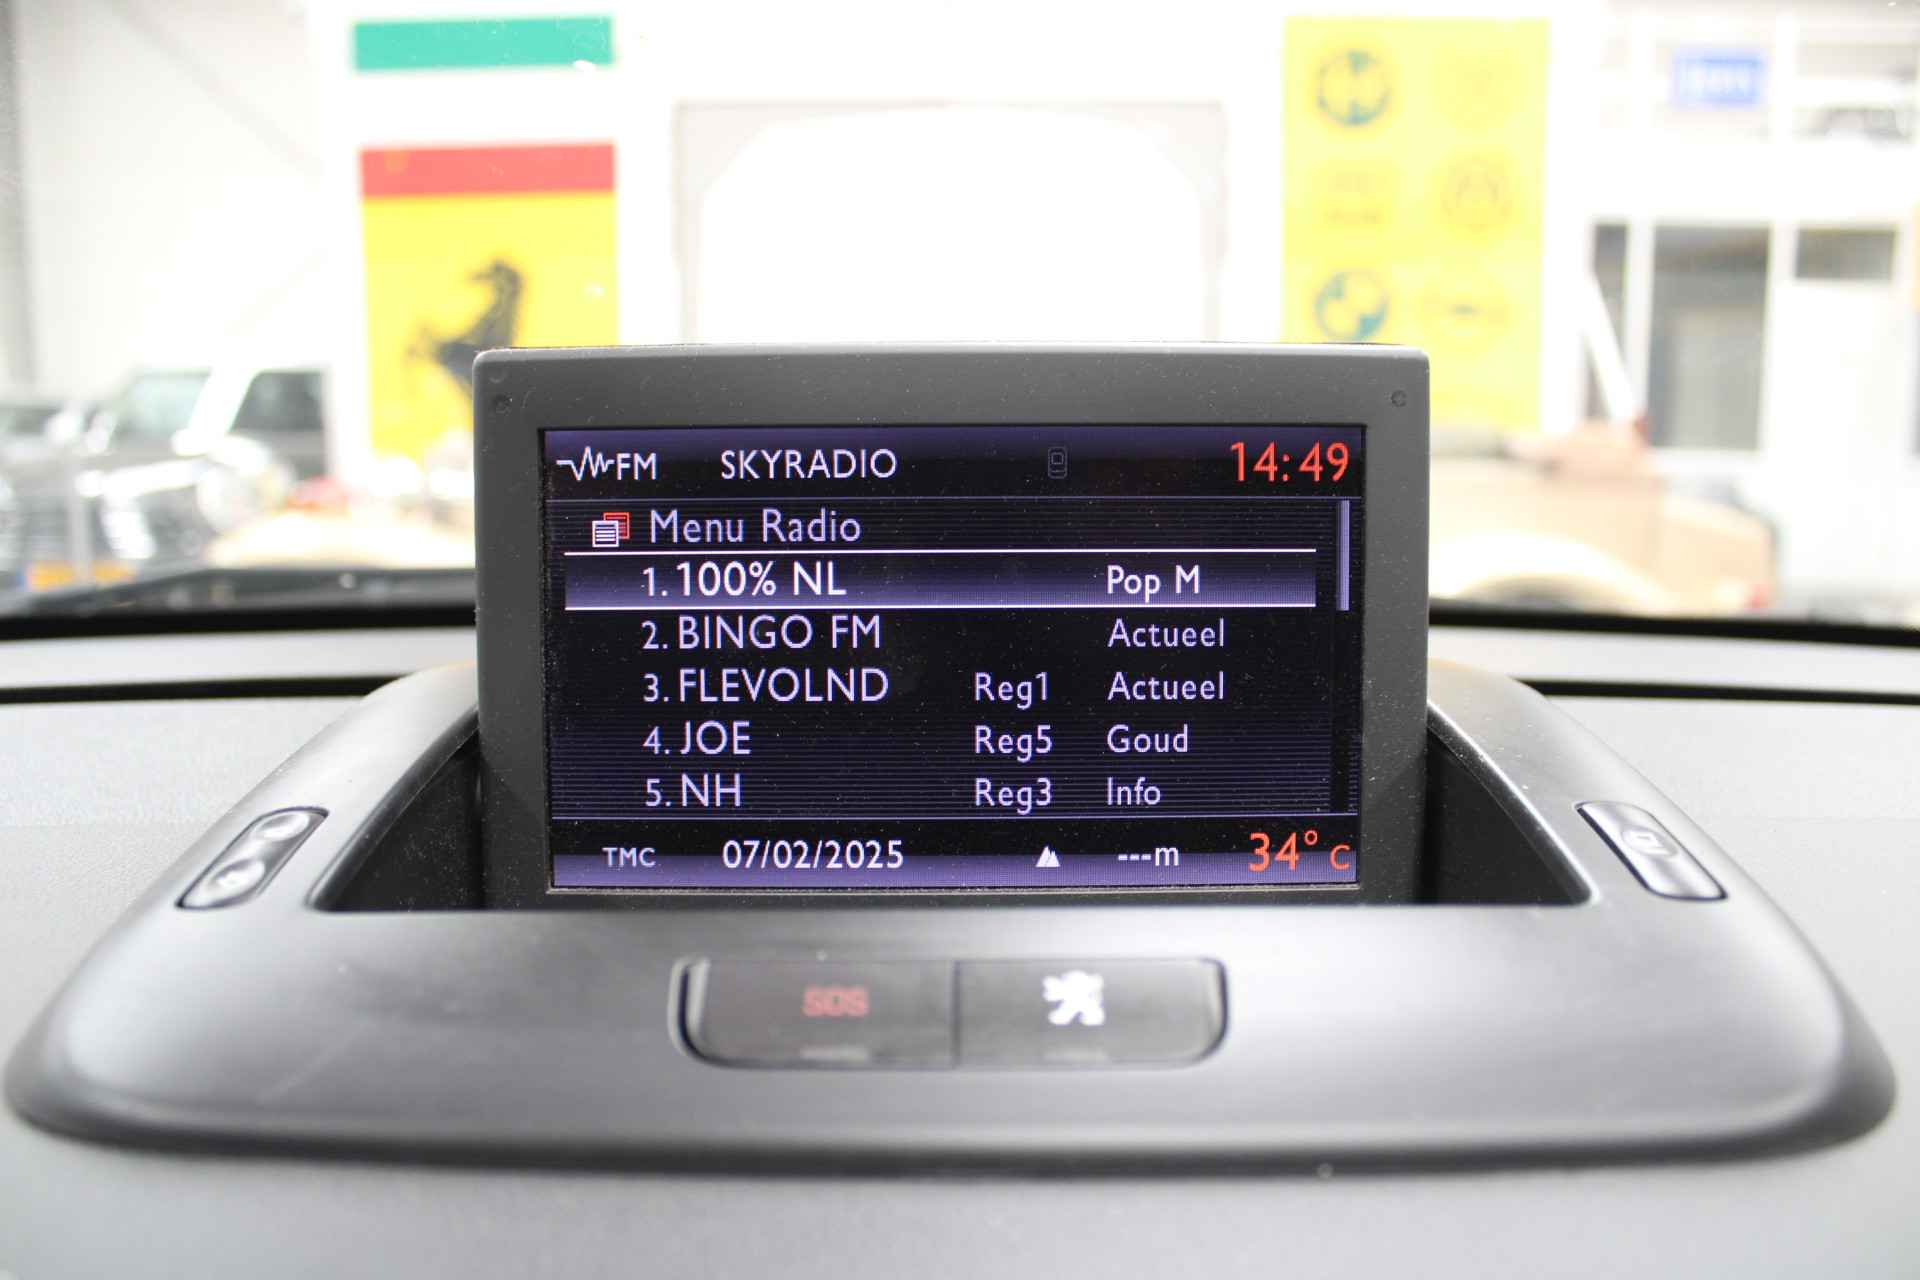 FM SKYRADIO 14:49
Menu Radio
1. 100% NL Pop M
2. BINGO FM Actueel
3. FLEVOLND Reg1 Actueel
4. JOE Reg5 Goud
5. NH Reg3 Info
TMC 07/02/2025 ---m 34° C
SOS